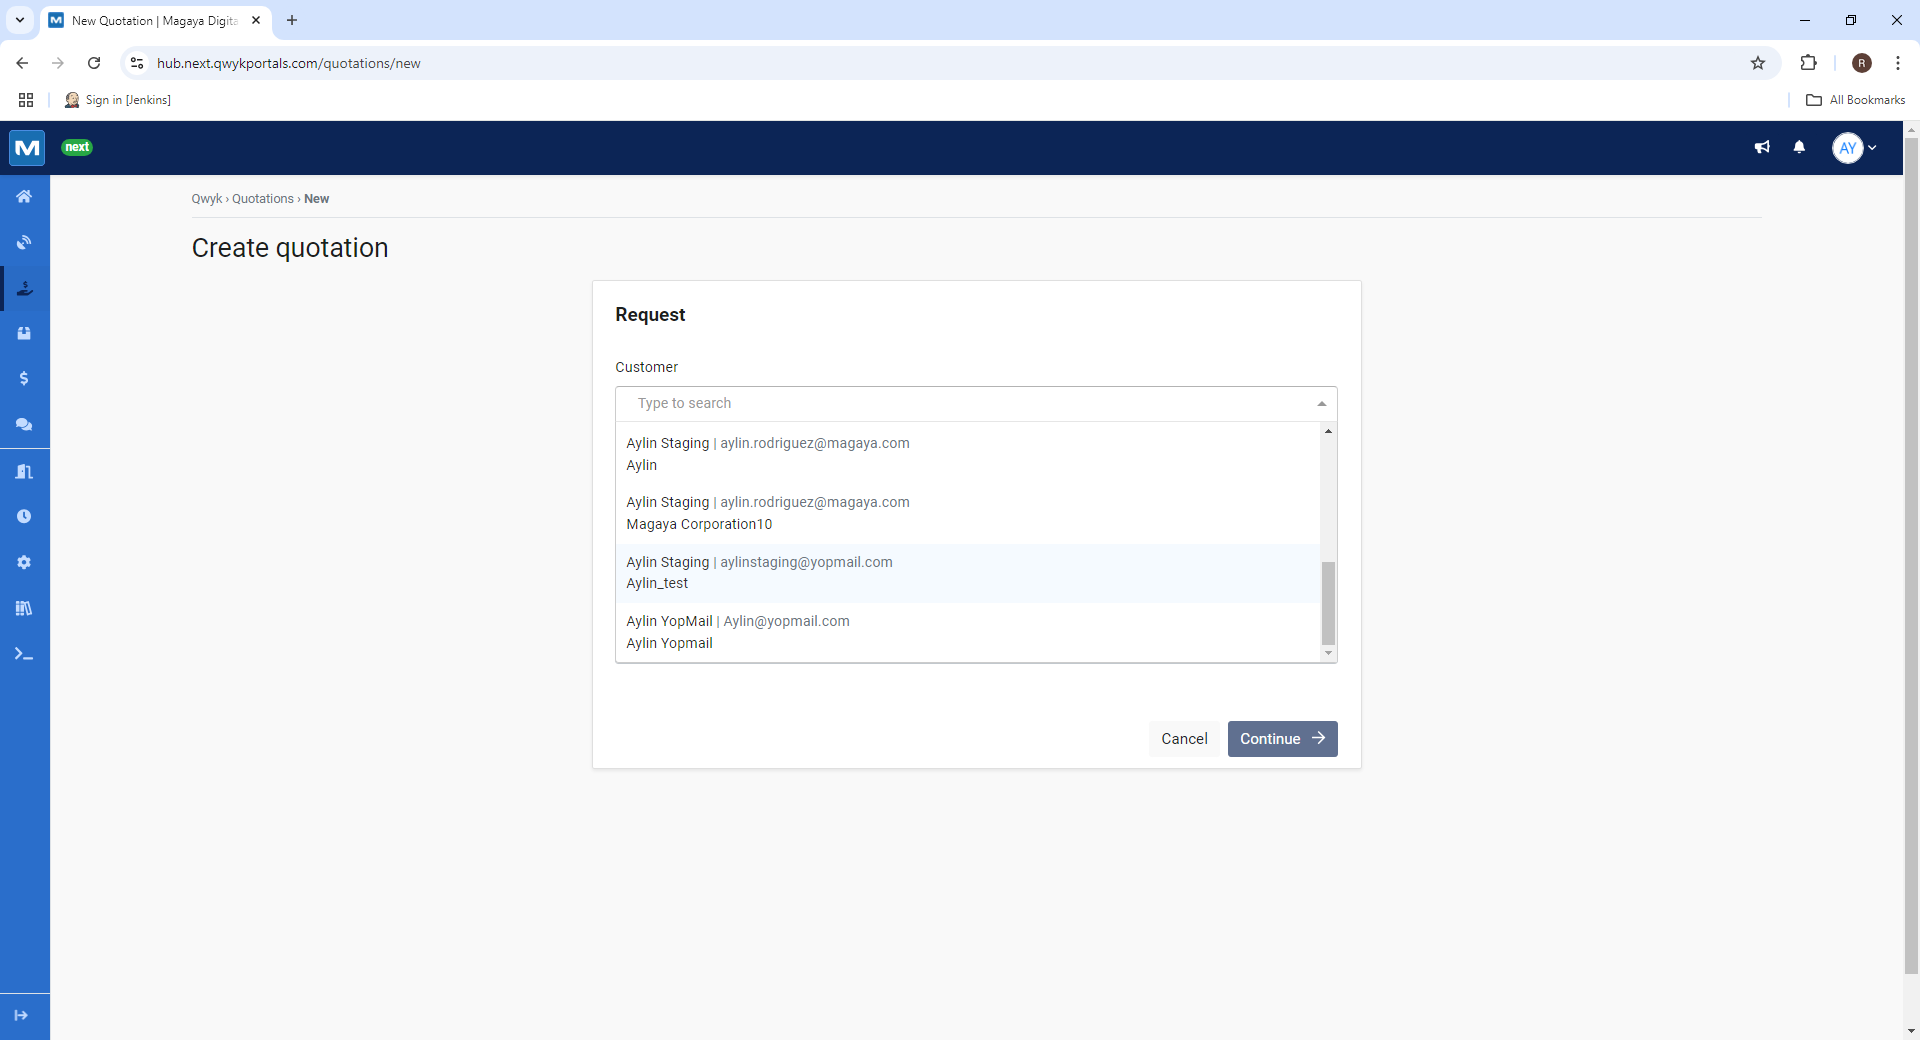 New Quotation | Magaya Digita
hub.next.qwykportals.com/quotations/new
R
Sign in [Jenkins]
All Bookmarks
M
next
AY
Qwyk › Quotations › New
Create quotation
Request
Customer
Type to search
Aylin Staging | aylin.rodriguez@magaya.com
Aylin
Aylin Staging | aylin.rodriguez@magaya.com
Magaya Corporation10
Aylin Staging | aylinstaging@yopmail.com
Aylin_test
Aylin YopMail | Aylin@yopmail.com
Aylin Yopmail
Cancel
Continue